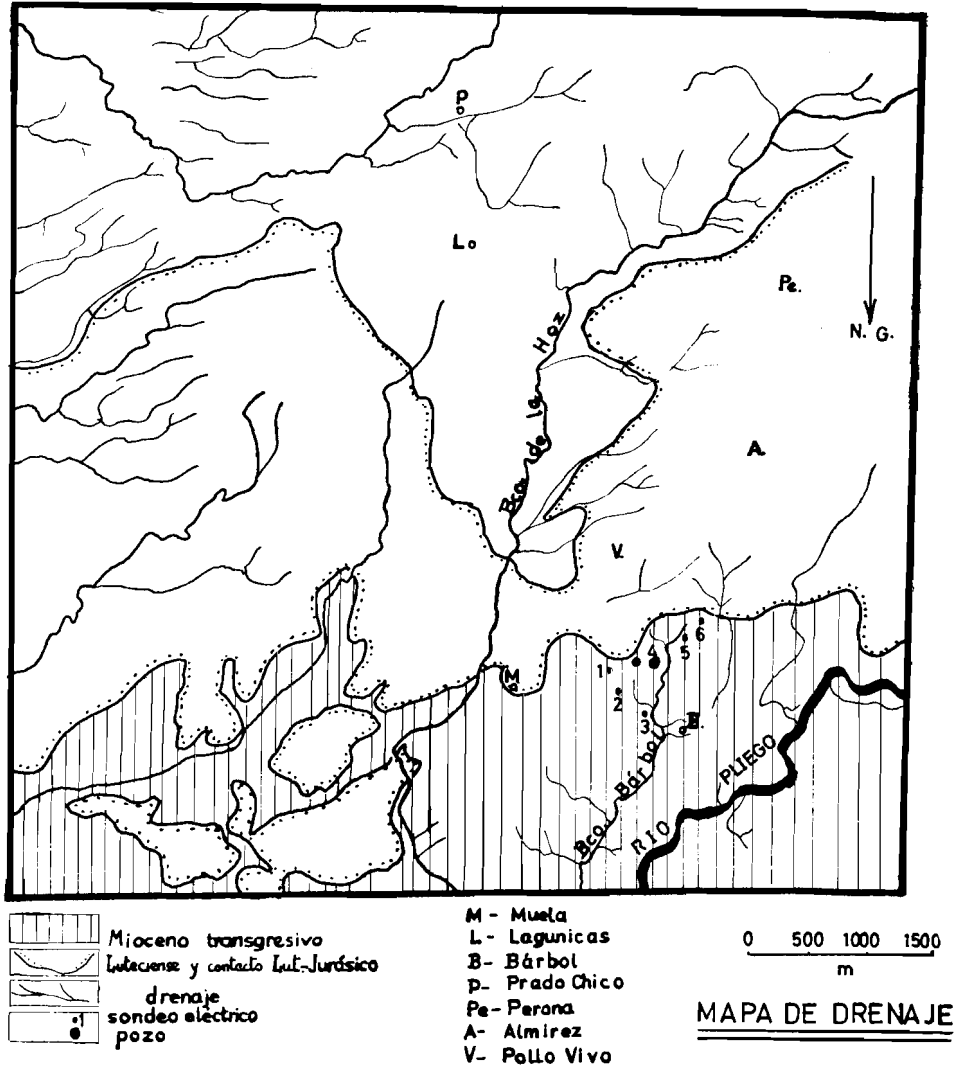 P
Lo
Pe.
N. G.
Bco. de la Hoz
A.
V.
6
5
4
1
M
2
3
B.
Bco. Bárbol
RIO PLIEGO
Mioceno transgresivo
Luteciense y contacto Lut-Jurásico
drenaje
sondeo eléctrico
1
pozo
M - Muela
L - Lagunicas
B- Bárbol
P- Prado Chico
Pe- Perona
A- Almirez
V- Pollo Vivo
0 500 1000 1500
m
MAPA DE DRENAJE